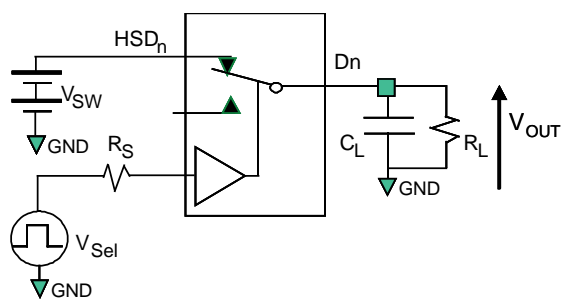 HSDn
Dn
VSW
GND
RS
CL
RL
VOUT
GND
VSel
GND